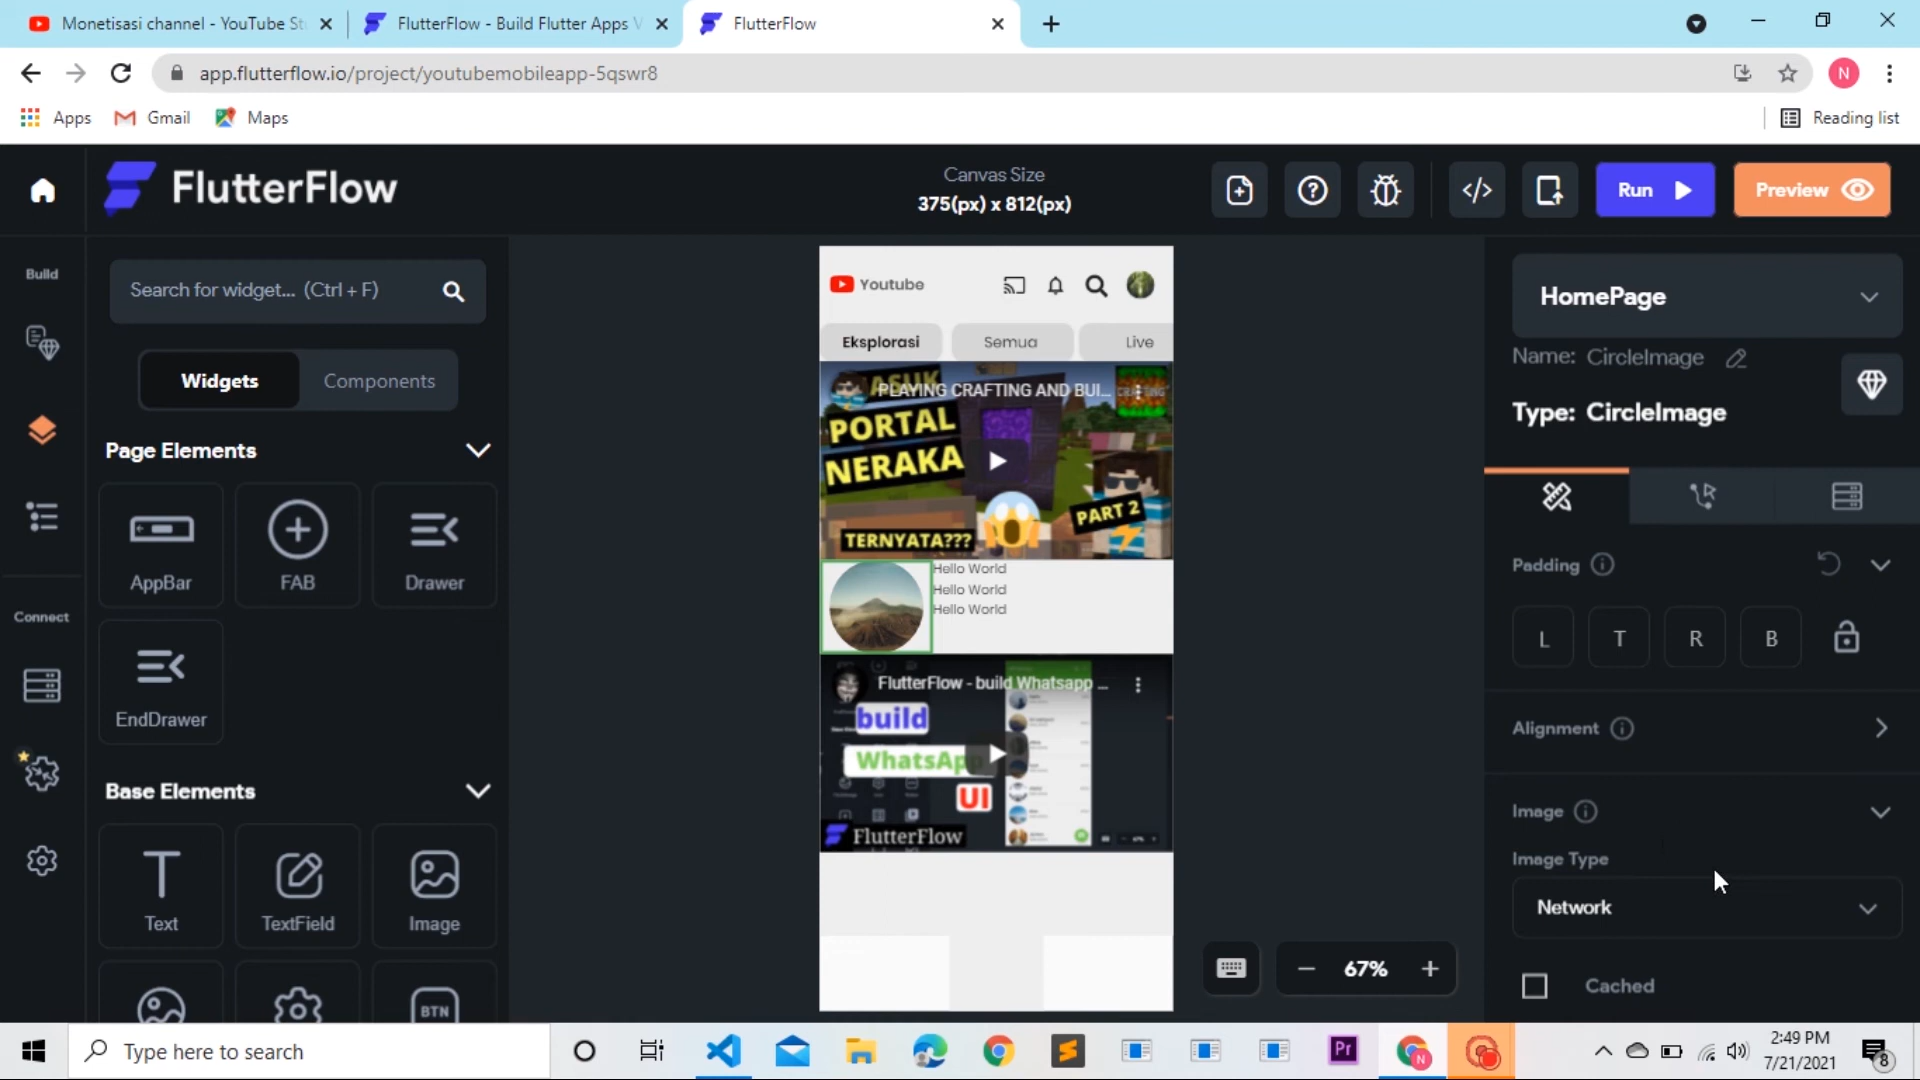 Monetisasi channel - YouTube St
FlutterFlow - Build Flutter Apps V
FlutterFlow
app.flutterflow.io/project/youtubemobileapp-5qswr8
N
Apps
Gmail
Maps
Reading list
FlutterFlow
Canvas Size
375(px) x 812(px)
Run
Preview
Build
Search for widget... (Ctrl + F)
Widgets
Components
Page Elements
AppBar
FAB
Drawer
EndDrawer
Connect
Base Elements
Text
TextField
Image
BTN
Youtube
Eksplorasi
Semua
Live
PLAYING CRAFTING AND BUI...
PORTAL
NERAKA
PART 2
TERNYATA???
Hello World
Hello World
Hello World
FlutterFlow - build Whatsapp ...
build
WhatsApp
UI
FlutterFlow
67%
HomePage
Name: CircleImage
Type: CircleImage
Padding
L
T
R
B
Alignment
Image
Image Type
Network
Cached
Type here to search
Pr
N
2:49 PM
7/21/2021
8